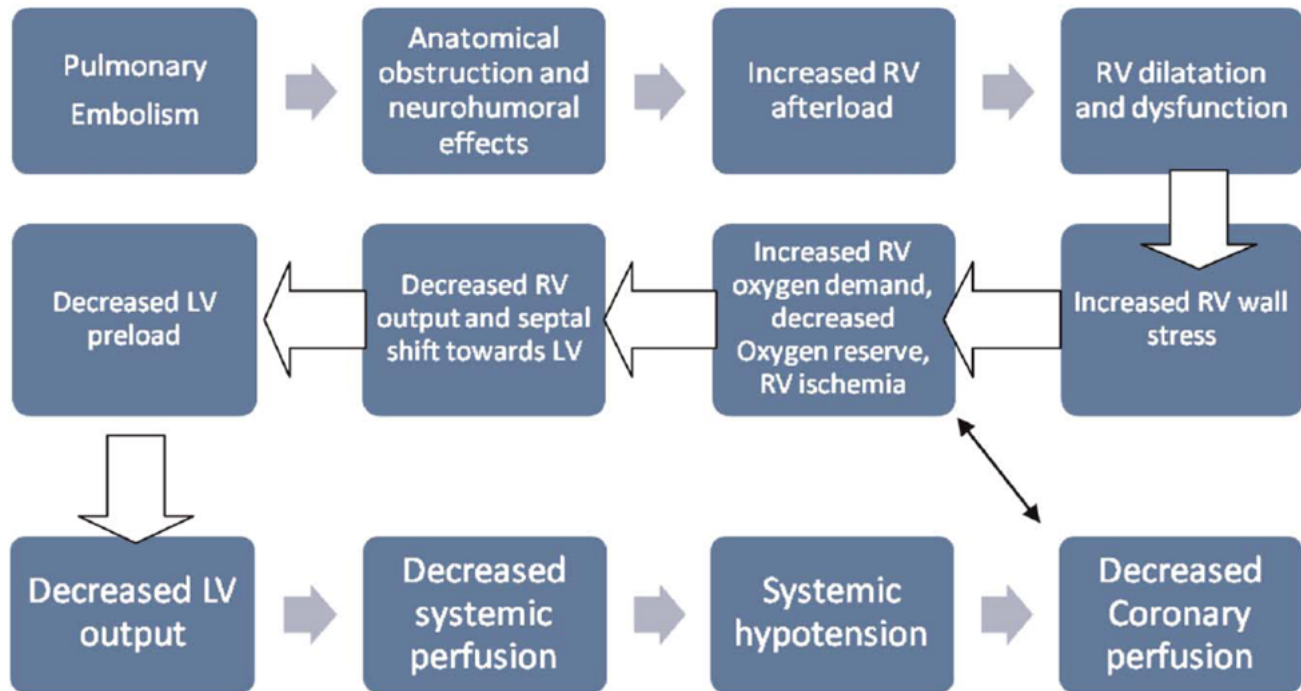 Pulmonary
Embolism
Anatomical
obstruction and
neurohumoral
effects
Increased RV
afterload
RV dilatation
and dysfunction
Increased RV wall
stress
Increased RV
oxygen demand,
decreased
Oxygen reserve,
RV ischemia
Decreased RV
output and septal
shift towards LV
Decreased LV
preload
Decreased LV
output
Decreased
systemic
perfusion
Systemic
hypotension
Decreased
Coronary
perfusion